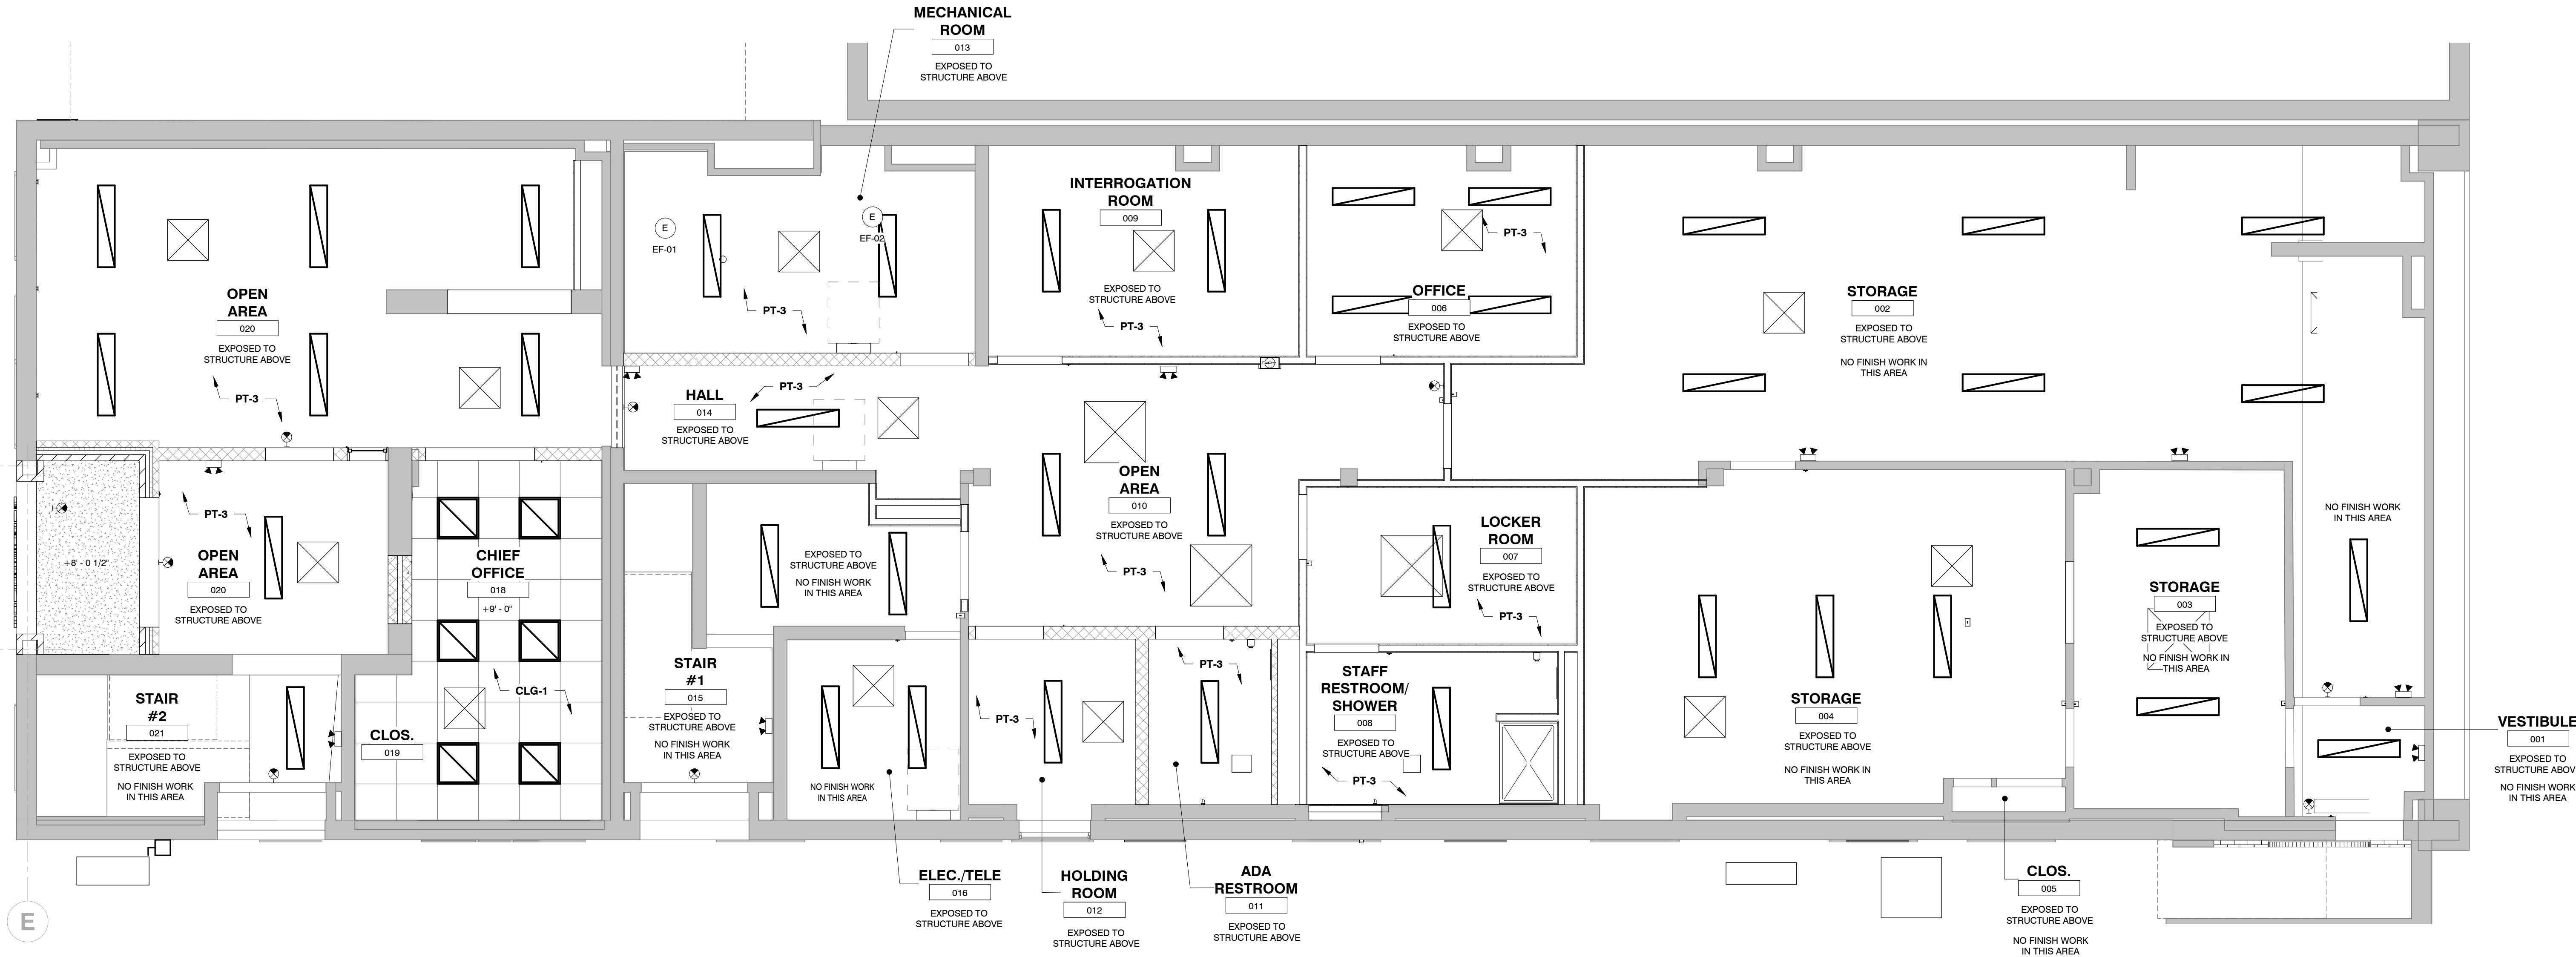 MECHANICAL
ROOM
013
EXPOSED TO
STRUCTURE ABOVE
INTERROGATION
ROOM
009
EXPOSED TO
STRUCTURE ABOVE
PT-3
E
EF-01
E
EF-02
PT-3
PT-3
OFFICE
006
EXPOSED TO
STRUCTURE ABOVE
STORAGE
002
EXPOSED TO
STRUCTURE ABOVE
NO FINISH WORK IN
THIS AREA
OPEN
AREA
020
EXPOSED TO
STRUCTURE ABOVE
PT-3
HALL
014
EXPOSED TO
STRUCTURE ABOVE
PT-3
OPEN
AREA
010
EXPOSED TO
STRUCTURE ABOVE
PT-3
LOCKER
ROOM
007
EXPOSED TO
STRUCTURE ABOVE
PT-3
NO FINISH WORK
IN THIS AREA
PT-3
+8' - 0 1/2"
OPEN
AREA
020
EXPOSED TO
STRUCTURE ABOVE
CHIEF
OFFICE
018
+9' - 0"
CLG-1
EXPOSED TO
STRUCTURE ABOVE
NO FINISH WORK
IN THIS AREA
STORAGE
003
EXPOSED TO
STRUCTURE ABOVE
NO FINISH WORK IN
THIS AREA
STAIR
#2
021
EXPOSED TO
STRUCTURE ABOVE
NO FINISH WORK
IN THIS AREA
CLOS.
019
STAIR
#1
015
EXPOSED TO
STRUCTURE ABOVE
NO FINISH WORK
IN THIS AREA
NO FINISH WORK
IN THIS AREA
PT-3
PT-3
STAFF
RESTROOM/
SHOWER
008
EXPOSED TO
STRUCTURE ABOVE
PT-3
STORAGE
004
EXPOSED TO
STRUCTURE ABOVE
NO FINISH WORK IN
THIS AREA
VESTIBULE
001
EXPOSED TO
STRUCTURE ABOVE
NO FINISH WORK
IN THIS AREA
ELEC./TELE
016
EXPOSED TO
STRUCTURE ABOVE
HOLDING
ROOM
012
EXPOSED TO
STRUCTURE ABOVE
ADA
RESTROOM
011
EXPOSED TO
STRUCTURE ABOVE
CLOS.
005
EXPOSED TO
STRUCTURE ABOVE
NO FINISH WORK
IN THIS AREA
E